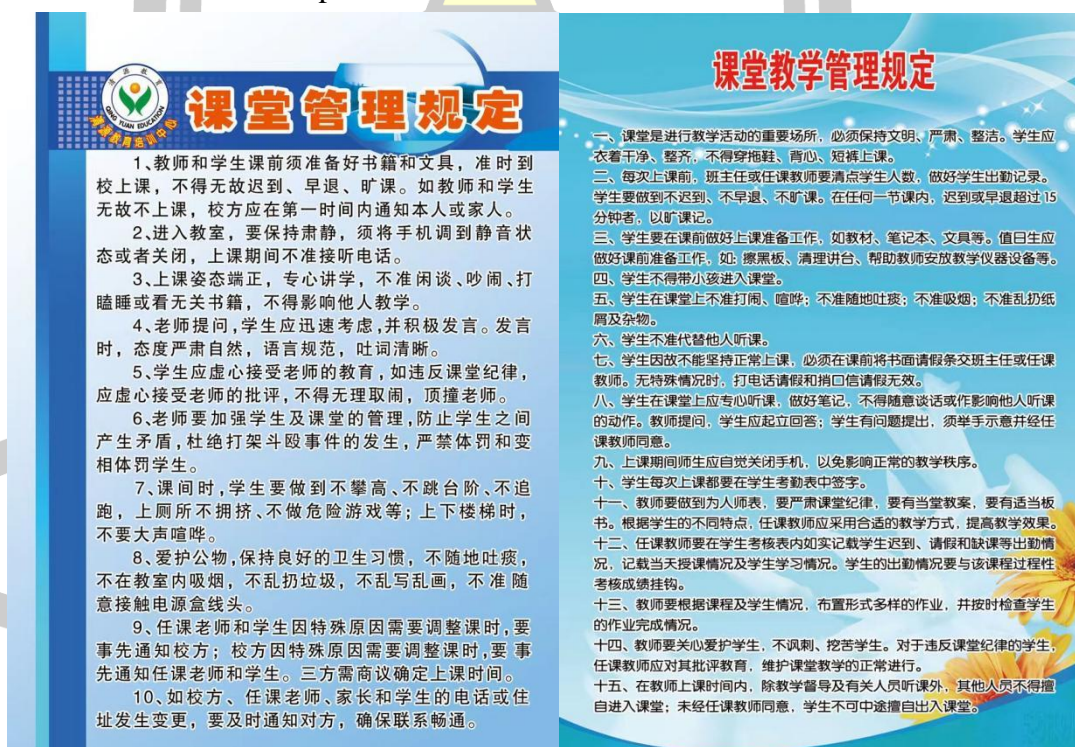 课堂管理规定
清源教育
QING YUAN EDUCATION
清源教育培训中心
1、教师和学生课前须准备好书籍和文具，准时到
校上课，不得无故迟到、早退、旷课。如教师和学生
无故不上课，校方应在第一时间内通知本人或家人。
2、进入教室，要保持肃静，须将手机调到静音状
态或者关闭，上课期间不准接听电话。
3、上课姿态端正，专心讲学，不准闲谈、吵闹、打
瞌睡或看无关书籍，不得影响他人教学。
4、老师提问，学生应迅速考虑，并积极发言。发言
时，态度严肃自然，语言规范，吐词清晰。
5、学生应虚心接受老师的教育，如违反课堂纪律，
应虚心接受老师的批评，不得无理取闹，顶撞老师。
6、老师要加强学生及课堂的管理，防止学生之间
产生矛盾，杜绝打架斗殴事件的发生，严禁体罚和变
相体罚学生。
7、课间时，学生要做到不攀高、不跳台阶、不追
跑，上厕所不拥挤、不做危险游戏等；上下楼梯时，
不要大声喧哗。
8、爱护公物，保持良好的卫生习惯，不随地吐痰，
不在教室内吸烟，不乱扔垃圾，不乱写乱画，不准随
意接触电源盒线头。
9、任课老师和学生因特殊原因需要调整课时，要
事先通知校方；校方因特殊原因需要调整课时，要事
先通知任课老师和学生。三方需商议确定上课时间。
10、如校方、任课老师、家长和学生的电话或住
址发生变更，要及时通知对方，确保联系畅通。
课堂教学管理规定
一、课堂是进行教学活动的重要场所，必须保持文明、严肃、整洁。学生应
衣着干净、整齐，不得穿拖鞋、背心、短裤上课。
二、每次上课前，班主任或任课教师要清点学生人数，做好学生出勤记录。
学生要做到不迟到、不早退、不旷课。在任何一节课内，迟到或早退超过15
分钟者，以旷课记。
三、学生要在课前做好上课准备工作，如教材、笔记本、文具等。值日生应
做好课前准备工作，如：擦黑板、清理讲台、帮助教师安放教学仪器设备等。
四、学生不得带小孩进入课堂。
五、学生在课堂上不准打闹、喧哗；不准随地吐痰；不准吸烟；不准乱扔纸
屑及杂物。
六、学生不准代替他人听课。
七、学生因故不能坚持正常上课，必须在课前将书面请假条交班主任或任课
教师。无特殊情况时，打电话请假和捎口信请假无效。
八、学生在课堂上应专心听课，做好笔记，不得随意谈话或作影响他人听课
的动作。教师提问，学生应起立回答；学生有问题提出，须举手示意并经任
课教师同意。
九、上课期间师生应自觉关闭手机，以免影响正常的教学秩序。
十、学生每次上课都要在学生考勤表中签字。
十一、教师要做到为人师表，要严肃课堂纪律，要有当堂教案，要有适当板
书。根据学生的不同特点，任课教师应采用合适的教学方式，提高教学效果。
十二、任课教师要在学生考核表内如实记载学生迟到、请假和缺课等出勤情
况，记载当天授课情况及学生学习情况。学生的出勤情况要与该课程过程性
考核成绩挂钩。
十三、教师要根据课程及学生情况，布置形式多样的作业，并按时检查学生
的作业完成情况。
十四、教师要关心爱护学生，不讽刺、挖苦学生。对于违反课堂纪律的学生，
任课教师应对其批评教育，维护课堂教学的正常进行。
十五、在教师上课时间内，除教学督导及有关人员听课外，其他人员不得擅
自进入课堂；未经任课教师同意，学生不可中途擅自出入课堂。